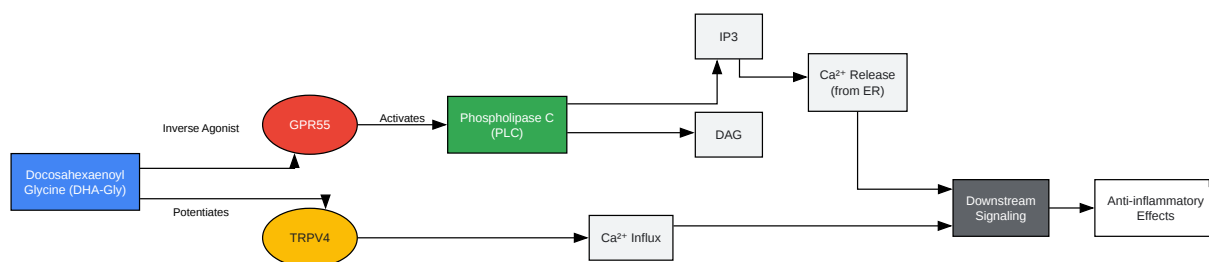 IP3
Ca²⁺ Release
(from ER)
GPR55
Activates
Phospholipase C
(PLC)
Inverse Agonist
DAG
Docosahexaenoyl
Glycine (DHA-Gly)
Potentiates
Downstream
Signaling
Anti-inflammatory
Effects
TRPV4
Ca²⁺ Influx